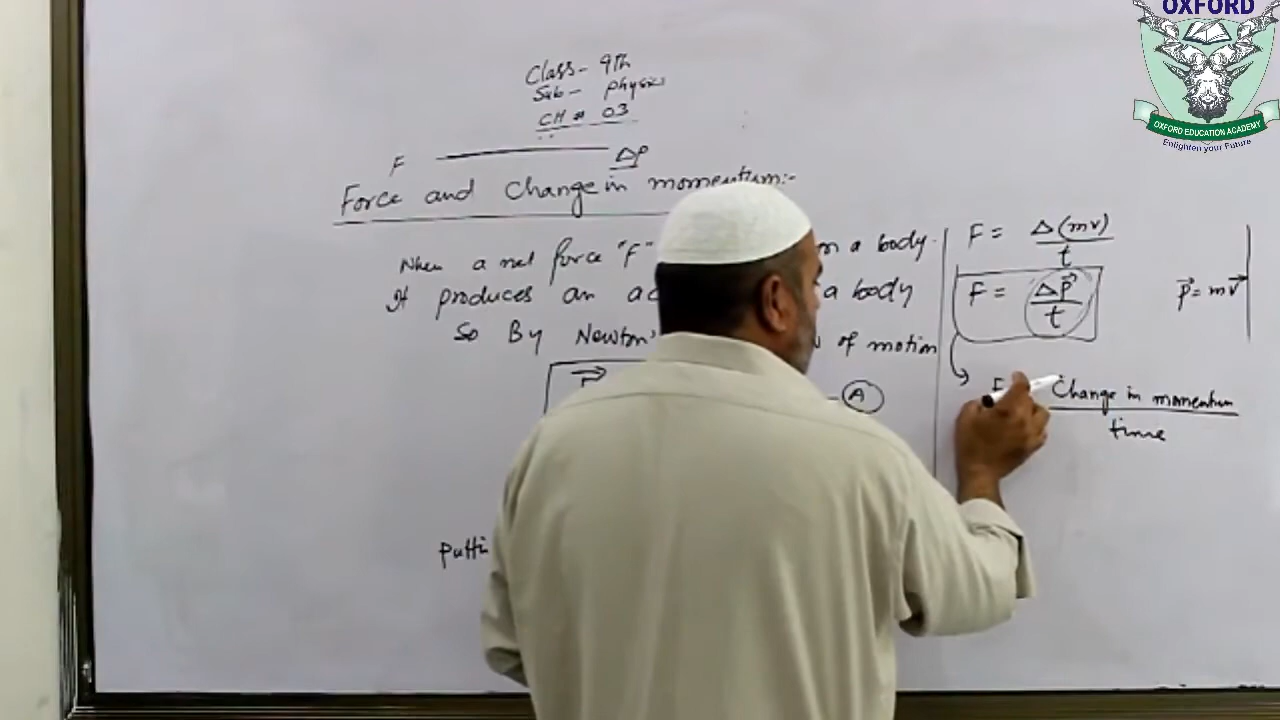 OXFORD
OXFORD EDUCATION ACADEMY
Enlighten your Future
Class- 9th
Sub- physics
CH # 03
F ΔP
Force and Change in momentum:-
When a net force "F" on a body.
It produces an a body
So By Newton' of motion
F
A
putti
F = Δ(mv)
t
F = ΔP
t
P = mv
F Change in momentum
time